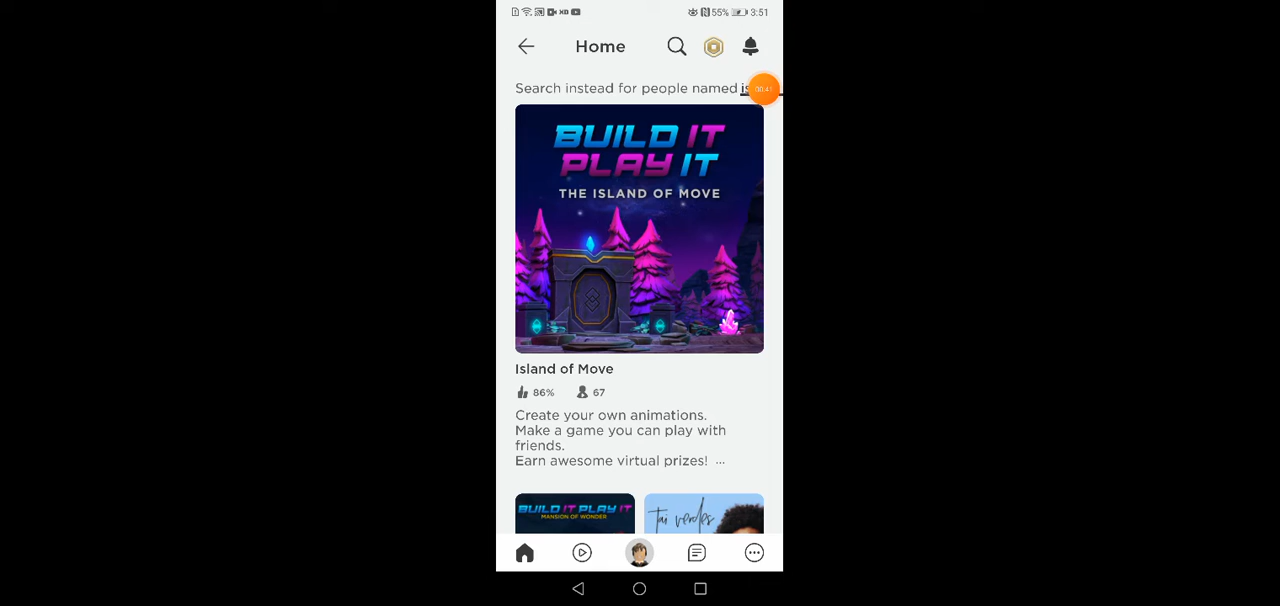 55% 3:51
Home
Search instead for people named
BUILD IT
PLAY IT
THE ISLAND OF MOVE
Island of Move
86% 67
Create your own animations.
Make a game you can play with
friends.
Earn awesome virtual prizes! ...
BUILD IT PLAY IT
MANSION OF WONDER
Tai Verdes